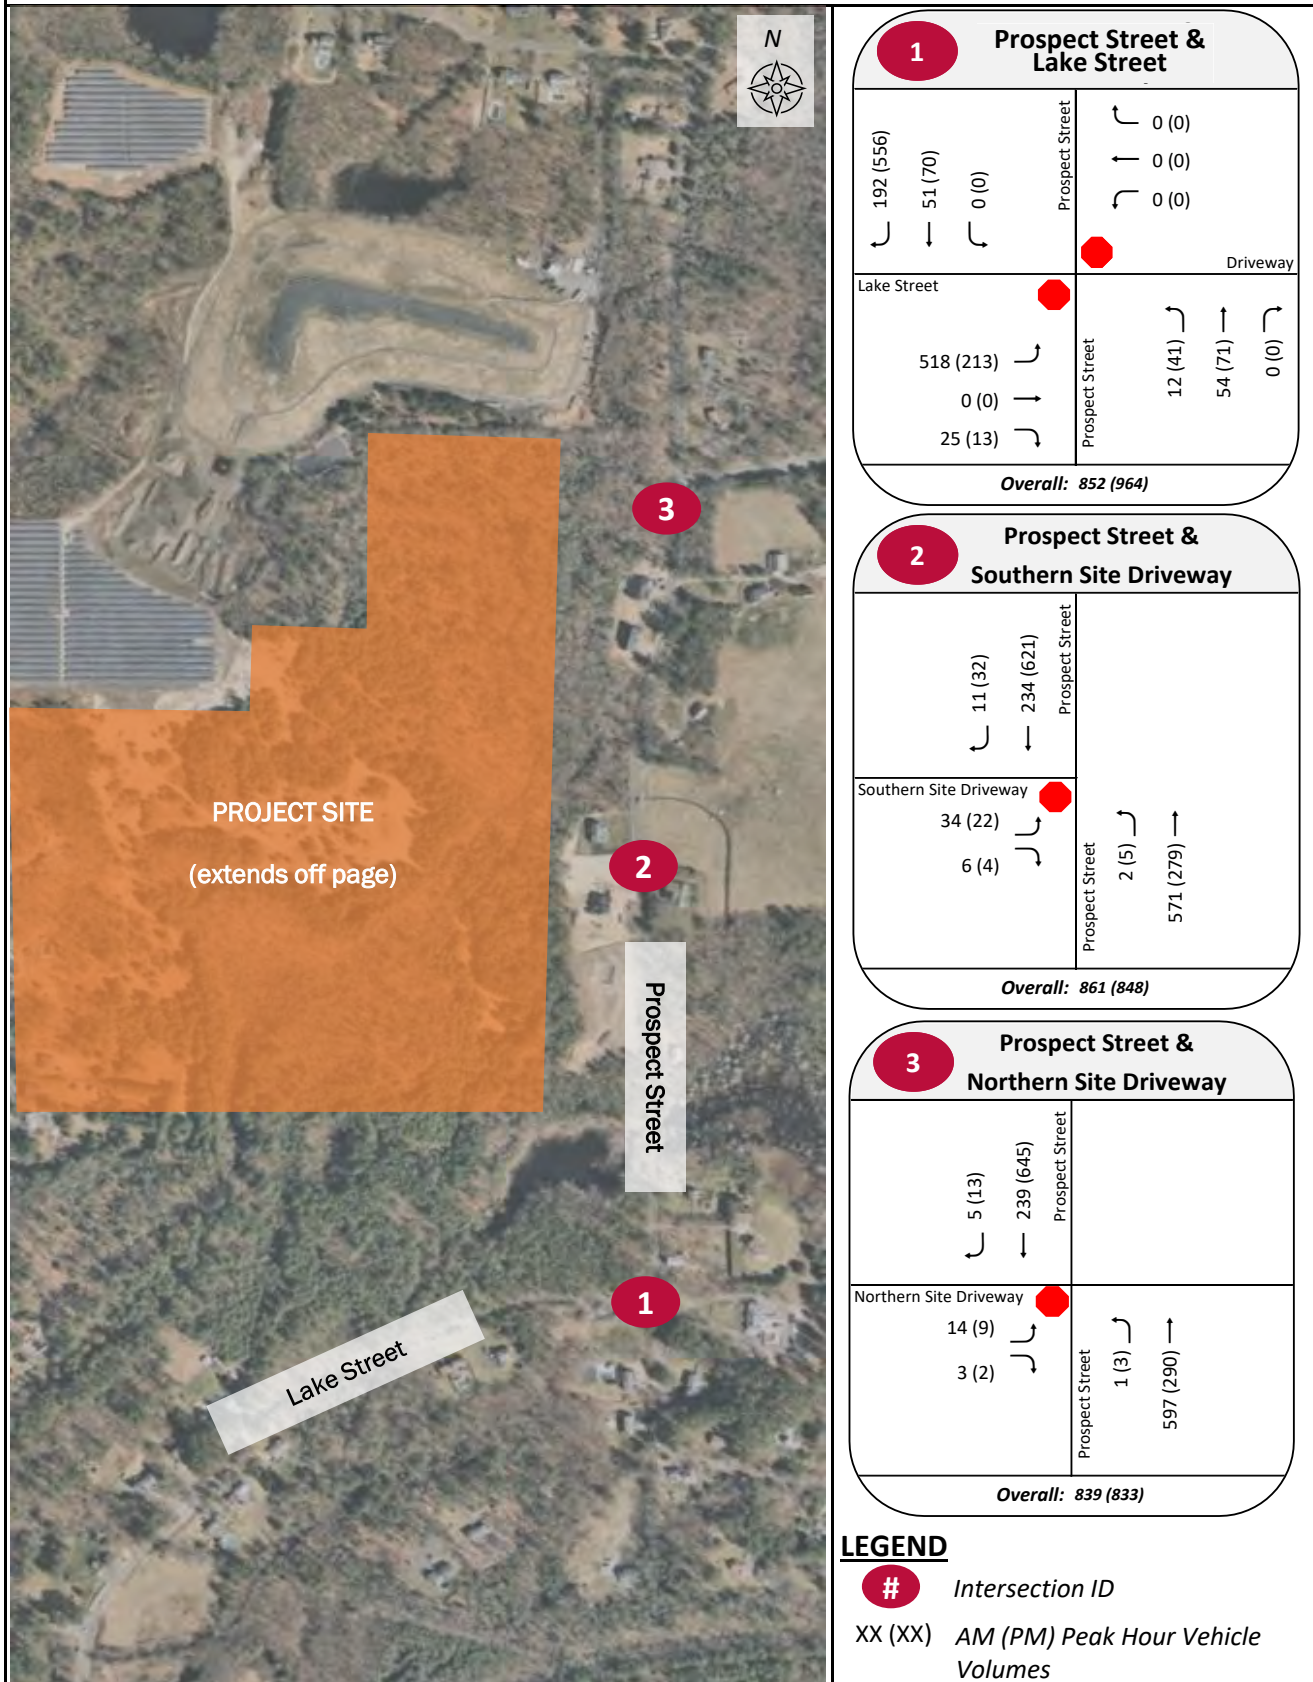 N
PROJECT SITE
(extends off page)
3
2
Prospect Street
1
Lake Street
1
Prospect Street &
Lake Street
192 (556)
51 (70)
0 (0)
Prospect Street
0 (0)
0 (0)
0 (0)
Driveway
Lake Street
518 (213)
0 (0)
25 (13)
Prospect Street
12 (41)
54 (71)
0 (0)
Overall: 852 (964)
2
Prospect Street &
Southern Site Driveway
11 (32)
234 (621)
Prospect Street
Southern Site Driveway
34 (22)
6 (4)
Prospect Street
2 (5)
571 (279)
Overall: 861 (848)
3
Prospect Street &
Northern Site Driveway
5 (13)
239 (645)
Prospect Street
Northern Site Driveway
14 (9)
3 (2)
Prospect Street
1 (3)
597 (290)
Overall: 839 (833)
LEGEND
# Intersection ID
XX (XX) AM (PM) Peak Hour Vehicle
Volumes